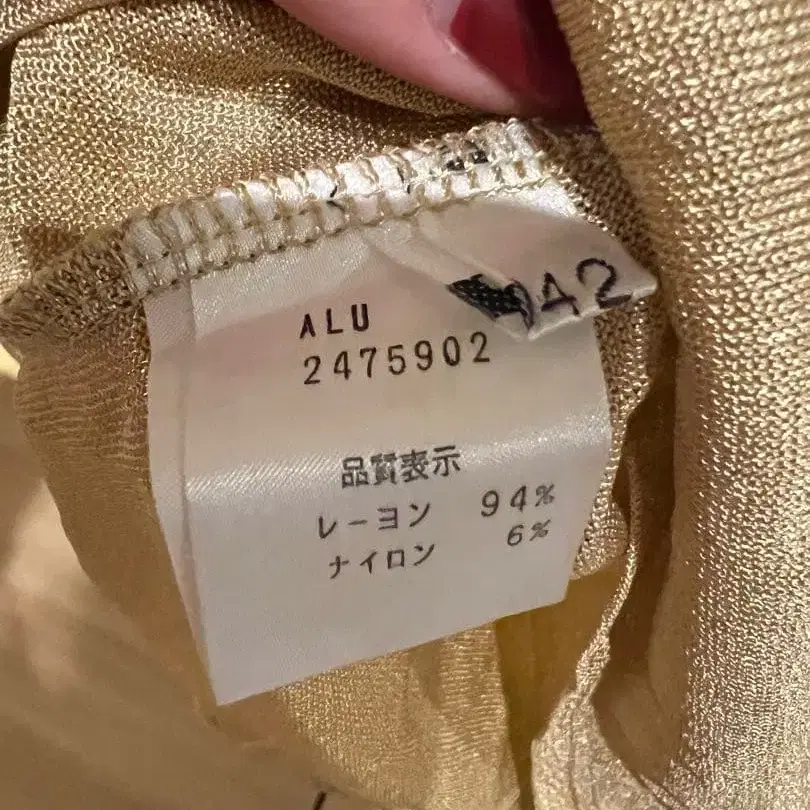 42
ALU
2475902
品質表示
レーヨン 94%
ナイロン 6%